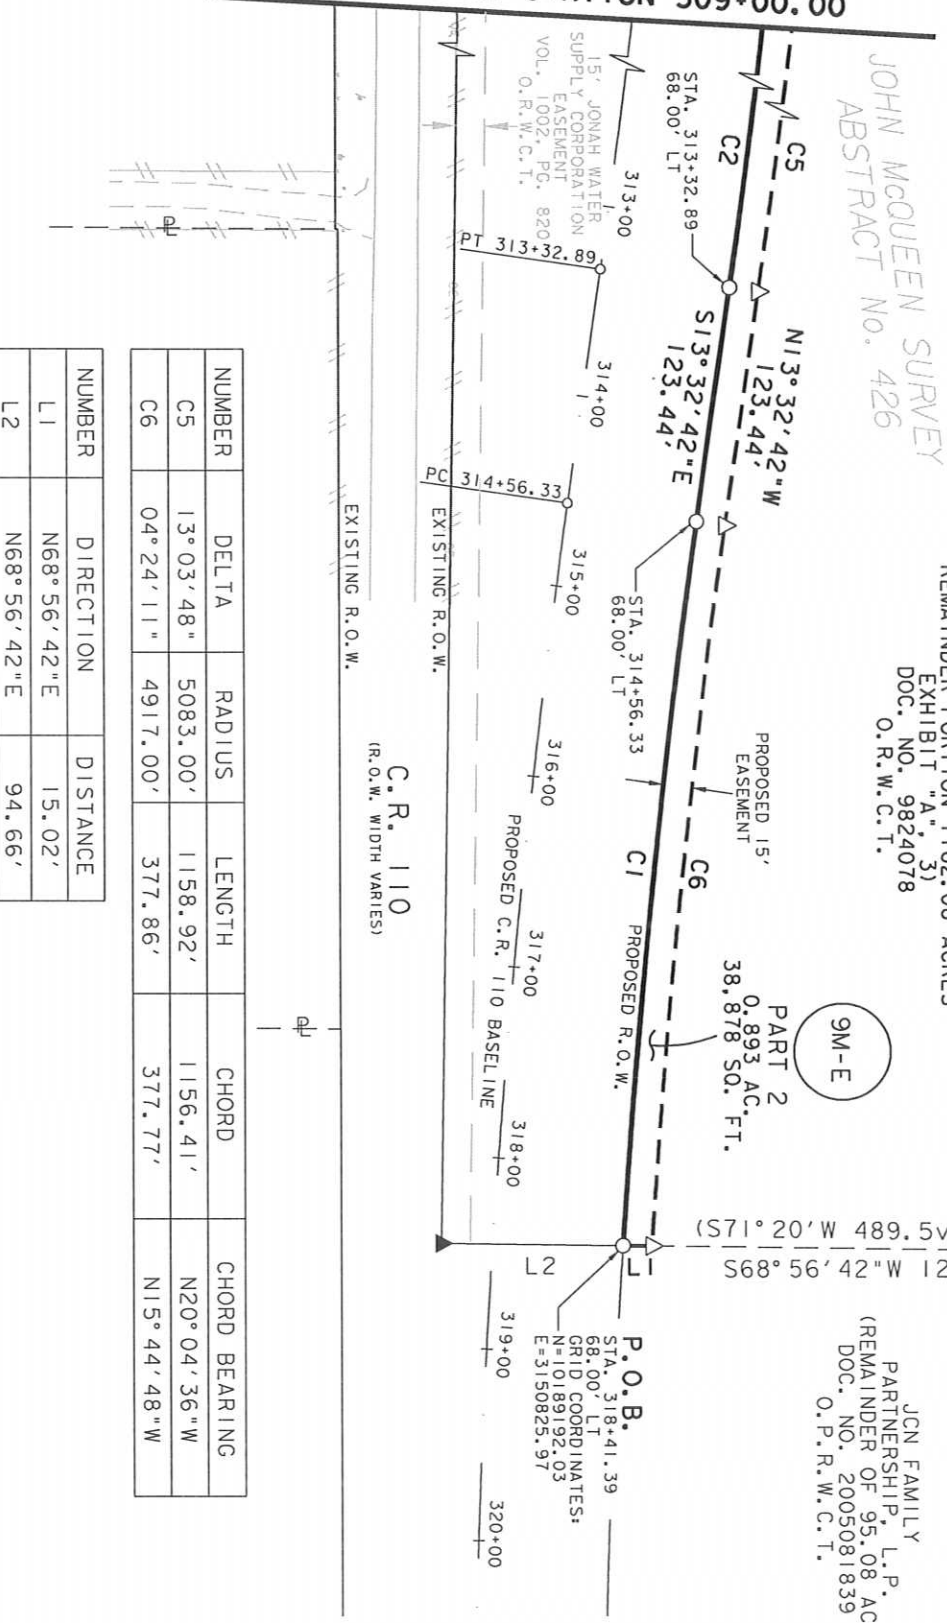 309+00.00
JOHN McQUEEN SURVEY
ABSTRACT No. 426
EXHIBIT "A", 3)
DOC. NO. 9824078
O.R.W.C.T.
9M-E
PART 2
0.893 AC.
38,878 SQ. FT.
(S71°20'W 489.5v
S68°56'42"W 12
JCN FAMILY
PARTNERSHIP, L.P.
(REMAINDER OF 95.08 AC
DOC. NO. 2005081839
O.P.R.W.C.T.
C5
C2
N13°32'42"W
123.44'
S13°32'42"E
123.44'
STA. 313+32.89
68.00' LT
STA. 314+56.33
68.00' LT
PROPOSED 15'
EASEMENT
C6
C1
PROPOSED R.O.W.
L1
L2
P.O.B.
STA. 318+41.39
68.00' LT
GRID COORDINATES:
N=10189192.03
E=3150825.97
15' JONAH WATER
SUPPLY CORPORATION
EASEMENT
VOL. 1002, PG. 820
O.R.W.C.T.
313+00
314+00
315+00
316+00
317+00
318+00
319+00
320+00
PT 313+32.89
PC 314+56.33
PROPOSED C.R. 110 BASELINE
EXISTING R.O.W.
C.R. 110
(R.O.W. WIDTH VARIES)
EXISTING R.O.W.
PL
PL
NUMBER DELTA RADIUS LENGTH CHORD CHORD BEARING
C5 13°03'48" 5083.00' 1158.92' 1156.41' N20°04'36"W
C6 04°24'11" 4917.00' 377.86' 377.77' N15°44'48"W
NUMBER DIRECTION DISTANCE
L1 N68°56'42"E 15.02'
L2 N68°56'42"E 94.66'